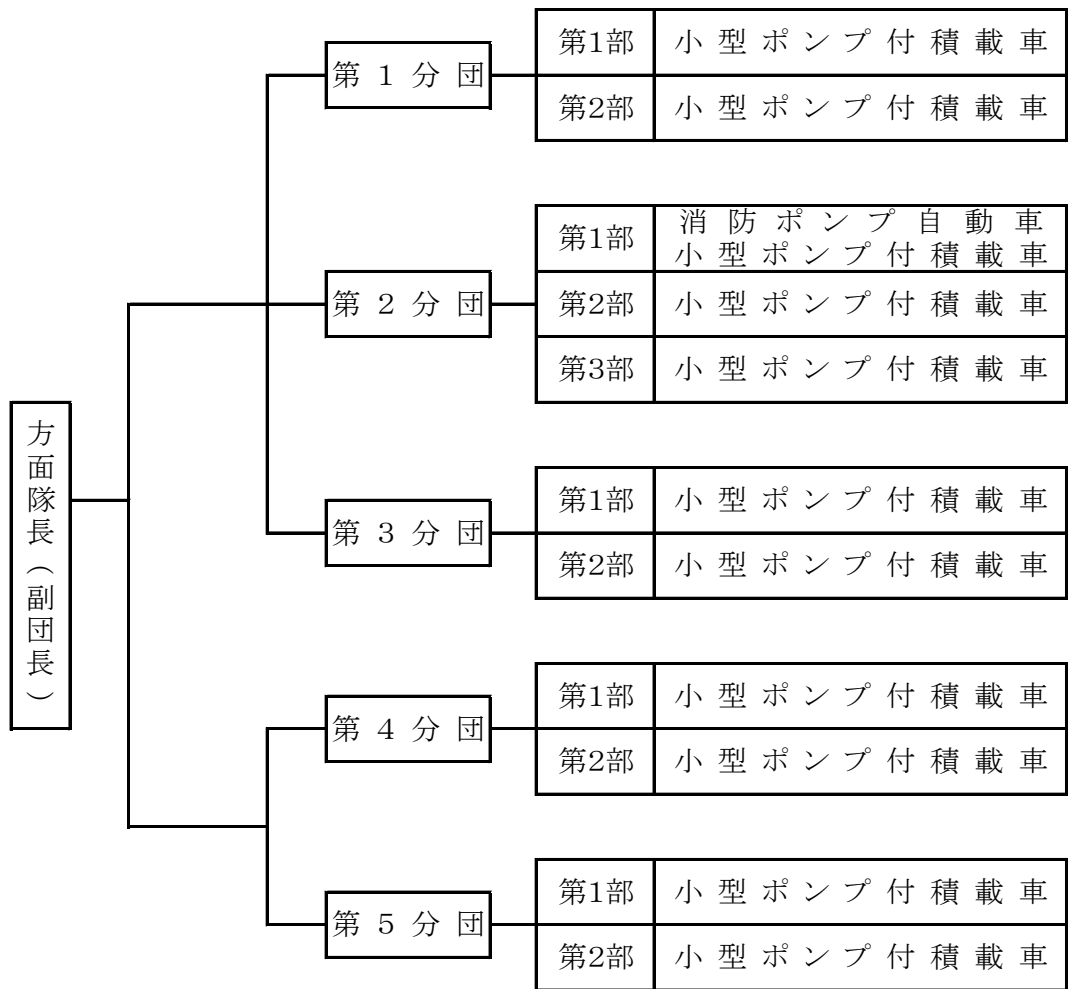 方面隊長（副団長）
第1分団
第1部 小型ポンプ付積載車
第2部 小型ポンプ付積載車
第2分団
第1部 消防ポンプ自動車
小型ポンプ付積載車
第2部 小型ポンプ付積載車
第3部 小型ポンプ付積載車
第3分団
第1部 小型ポンプ付積載車
第2部 小型ポンプ付積載車
第4分団
第1部 小型ポンプ付積載車
第2部 小型ポンプ付積載車
第5分団
第1部 小型ポンプ付積載車
第2部 小型ポンプ付積載車